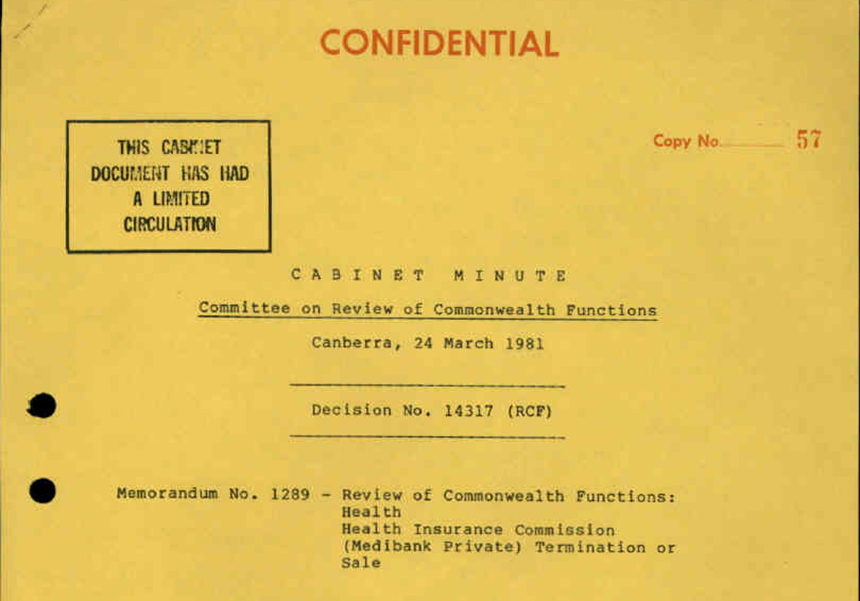 CONFIDENTIAL
THIS CABINET
DOCUMENT HAS HAD
A LIMITED
CIRCULATION
Copy No. 57
CABINET MINUTE
Committee on Review of Commonwealth Functions
Canberra, 24 March 1981
Decision No. 14317 (RCF)
Memorandum No. 1289 - Review of Commonwealth Functions:
Health
Health Insurance Commission
(Medibank Private) Termination or
Sale